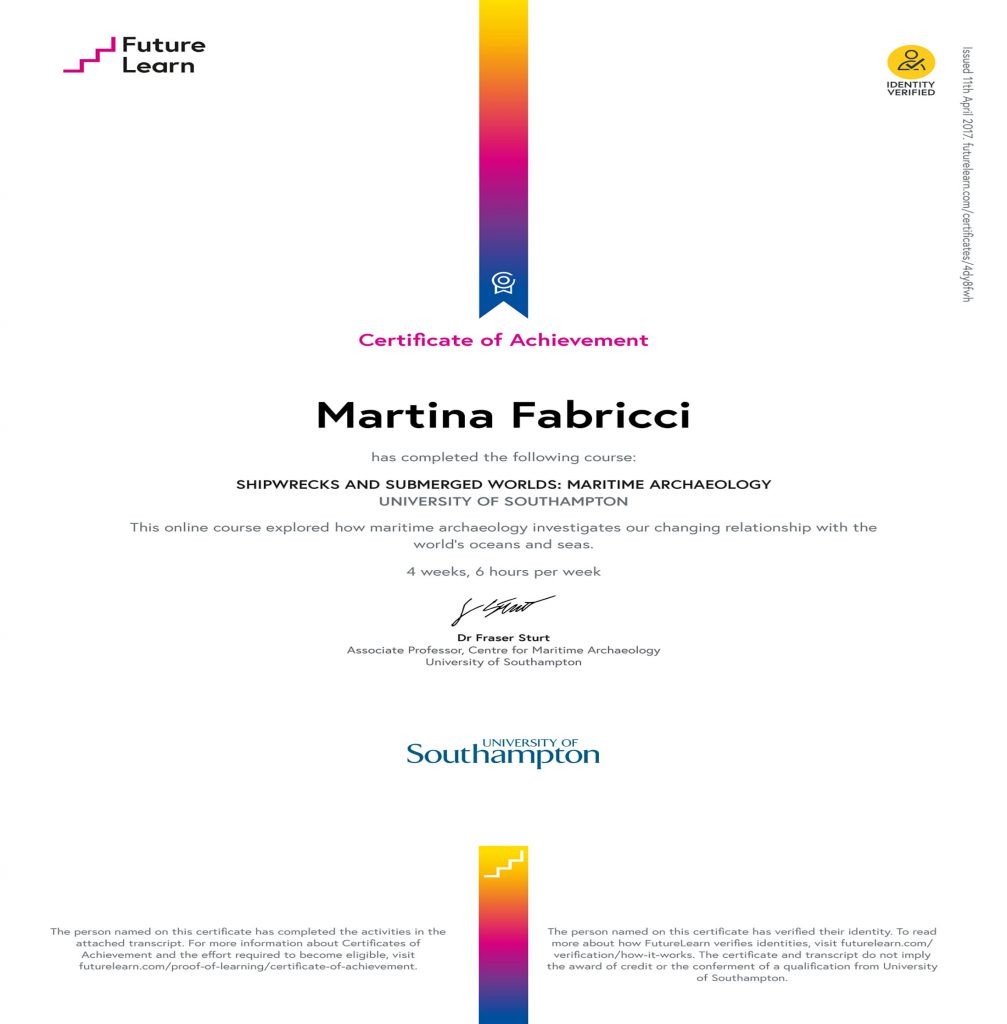 Future
Learn
IDENTITY
VERIFIED
Issued 11th April 2017. futurelearn.com/certificates/4dy8fwh
Certificate of Achievement
Martina Fabricci
has completed the following course:
SHIPWRECKS AND SUBMERGED WORLDS: MARITIME ARCHAEOLOGY
UNIVERSITY OF SOUTHAMPTON
This online course explored how maritime archaeology investigates our changing relationship with the
world's oceans and seas.
4 weeks, 6 hours per week
Dr Fraser Sturt
Associate Professor, Centre for Maritime Archaeology
University of Southampton
UNIVERSITY OF
Southampton
The person named on this certificate has completed the activities in the
attached transcript. For more information about Certificates of
Achievement and the effort required to become eligible, visit
futurelearn.com/proof-of-learning/certificate-of-achievement.
The person named on this certificate has verified their identity. To read
more about how FutureLearn verifies identities, visit futurelearn.com/
verification/how-it-works. The certificate and transcript do not imply
the award of credit or the conferment of a qualification from University
of Southampton.